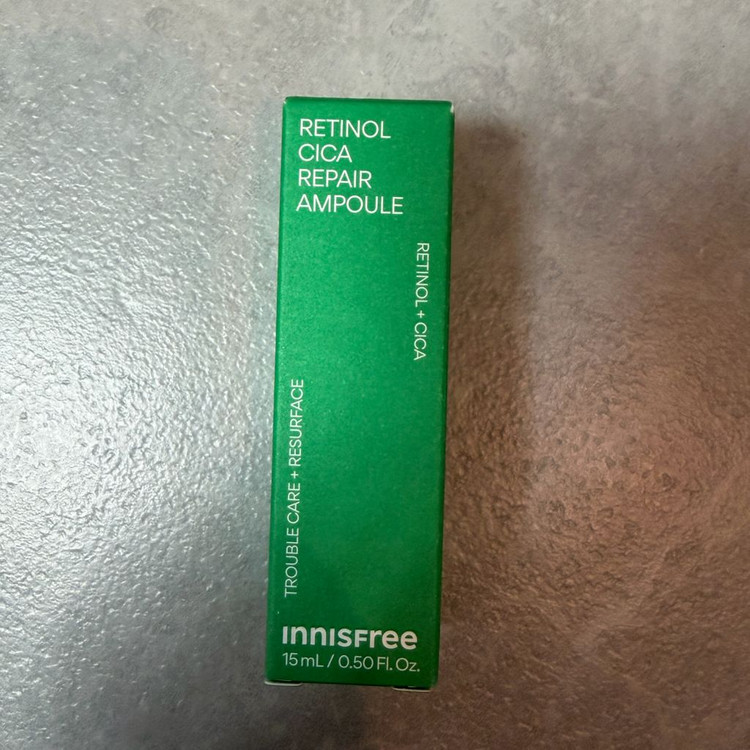 RETINOL
CICA
REPAIR
AMPOULE
RETINOL + CICA
TROUBLE CARE + RESURFACE
innisfree
15 mL / 0.50 Fl. Oz.